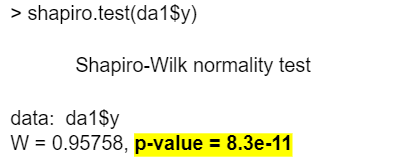 > shapiro.test(da1$y)
Shapiro-Wilk normality test
data: da1$y
W = 0.95758, p-value = 8.3e-11